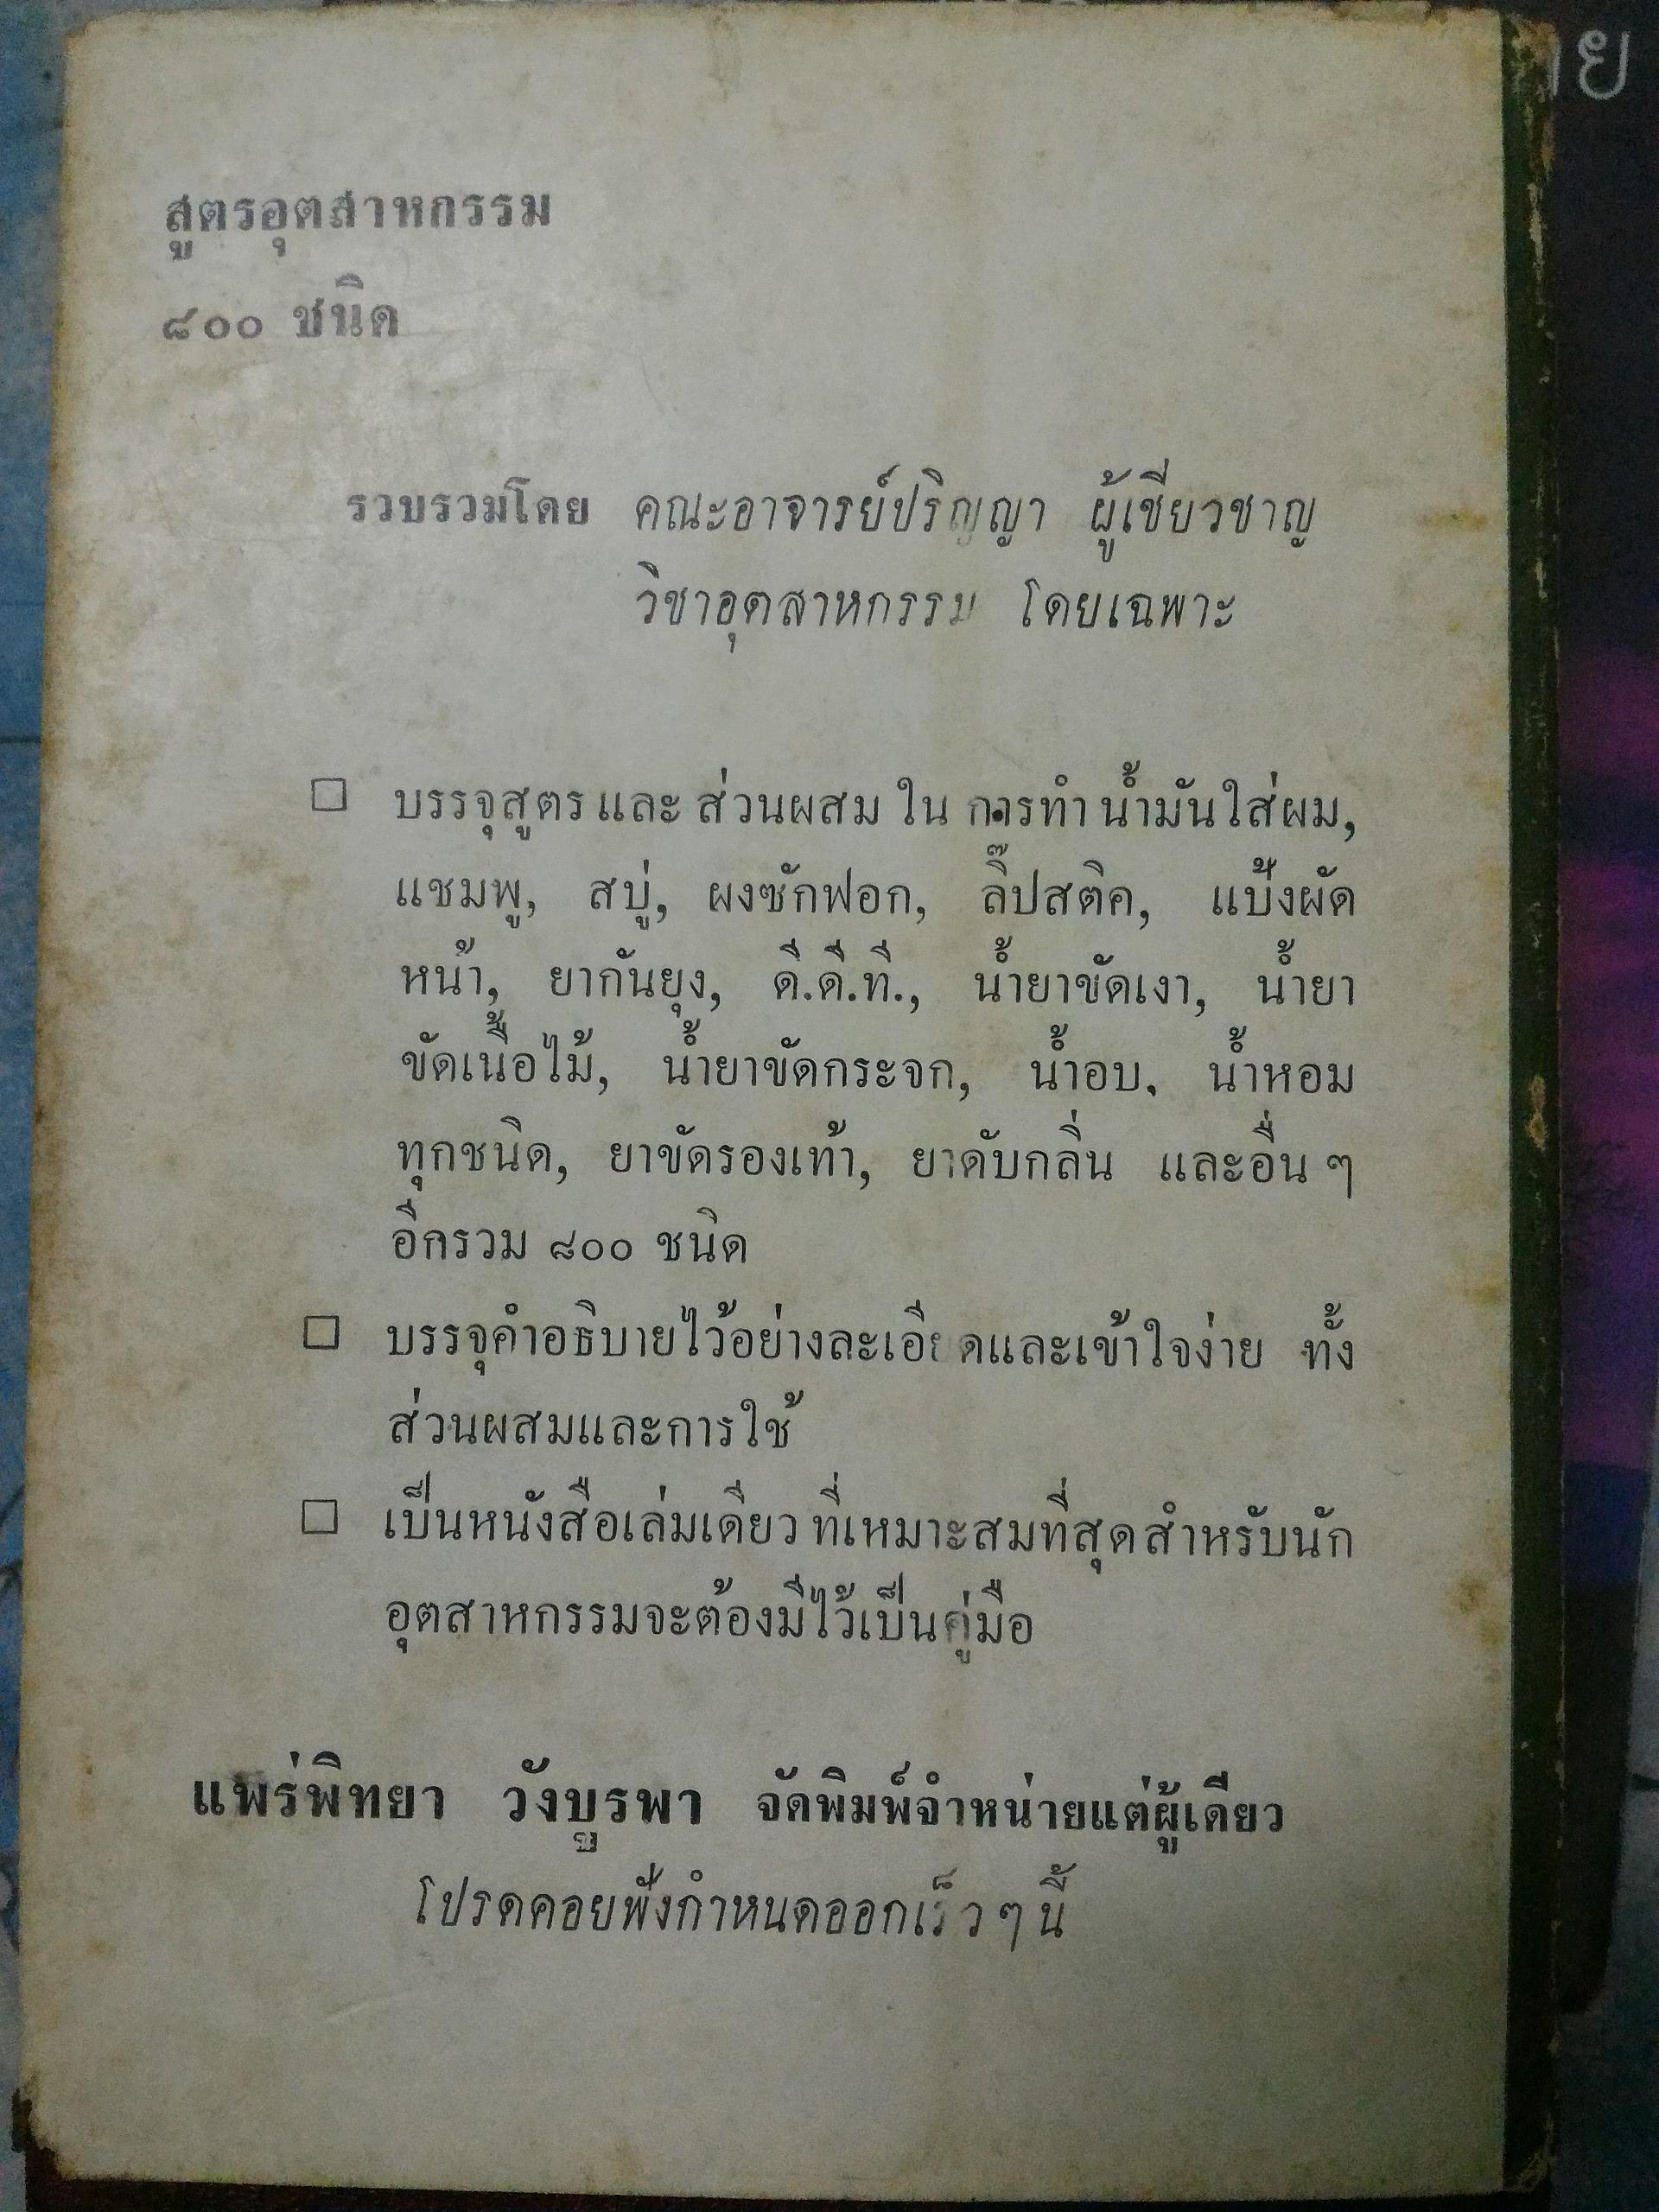 สูตรอุตสาหกรรม
๘๐๐ ชนิด
รวบรวมโดย คณะอาจารย์ปริญญา ผู้เชี่ยวชาญ
วิชาอุตสาหกรรม โดยเฉพาะ
□ บรรจุสูตร และ ส่วนผสม ใน การทำ น้ำมันใส่ผม,
แชมพู, สบู่, ผงซักฟอก, ลิ๊ปสติค, แป้งผัด
หน้า, ยากันยุง, ดี.ดี.ที., น้ำยาขัดเงา, น้ำยา
ขัดเนื้อไม้, น้ำยาขัดกระจก, น้ำอบ, น้ำหอม
ทุกชนิด, ยาขัดรองเท้า, ยาดับกลิ่น และอื่น ๆ
อีกรวม ๘๐๐ ชนิด
□ บรรจุคำอธิบายไว้อย่างละเอียดและเข้าใจง่าย ทั้ง
ส่วนผสมและการใช้
□ เป็นหนังสือเล่มเดียว ที่เหมาะสมที่สุดสำหรับนัก
อุตสาหกรรมจะต้องมีไว้เป็นคู่มือ
แพร่พิทยา วังบูรพา จัดพิมพ์จำหน่ายแต่ผู้เดียว
โปรดคอยฟังกำหนดออกเร็ว ๆ นี้